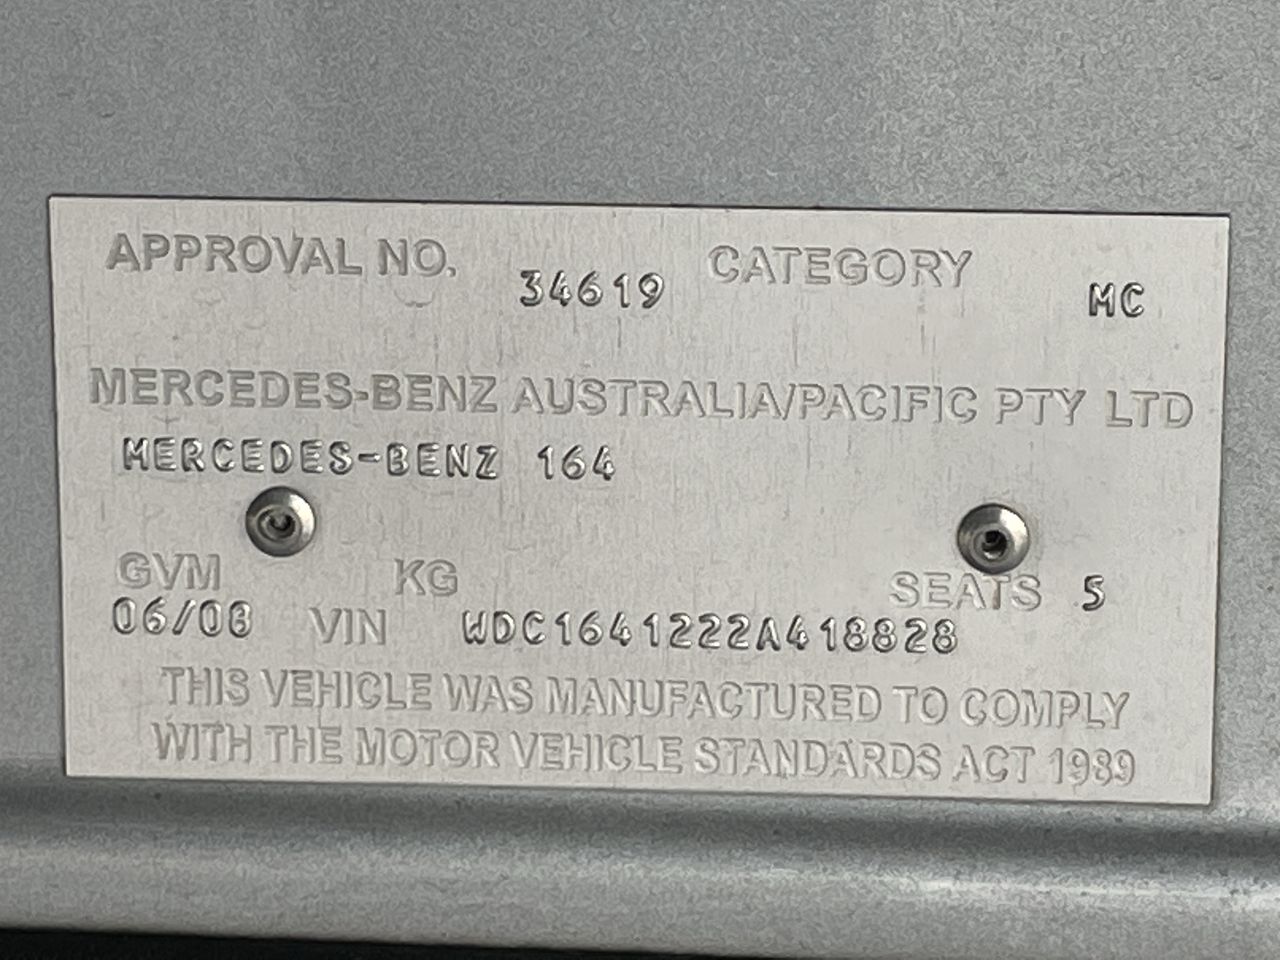 APPROVAL NO. 34619 CATEGORY MC
MERCEDES-BENZ AUSTRALIA/PACIFIC PTY LTD
MERCEDES-BENZ 164
GVM KG SEATS 5
06/08 VIN WDC1641222A418828
THIS VEHICLE WAS MANUFACTURED TO COMPLY
WITH THE MOTOR VEHICLE STANDARDS ACT 1989